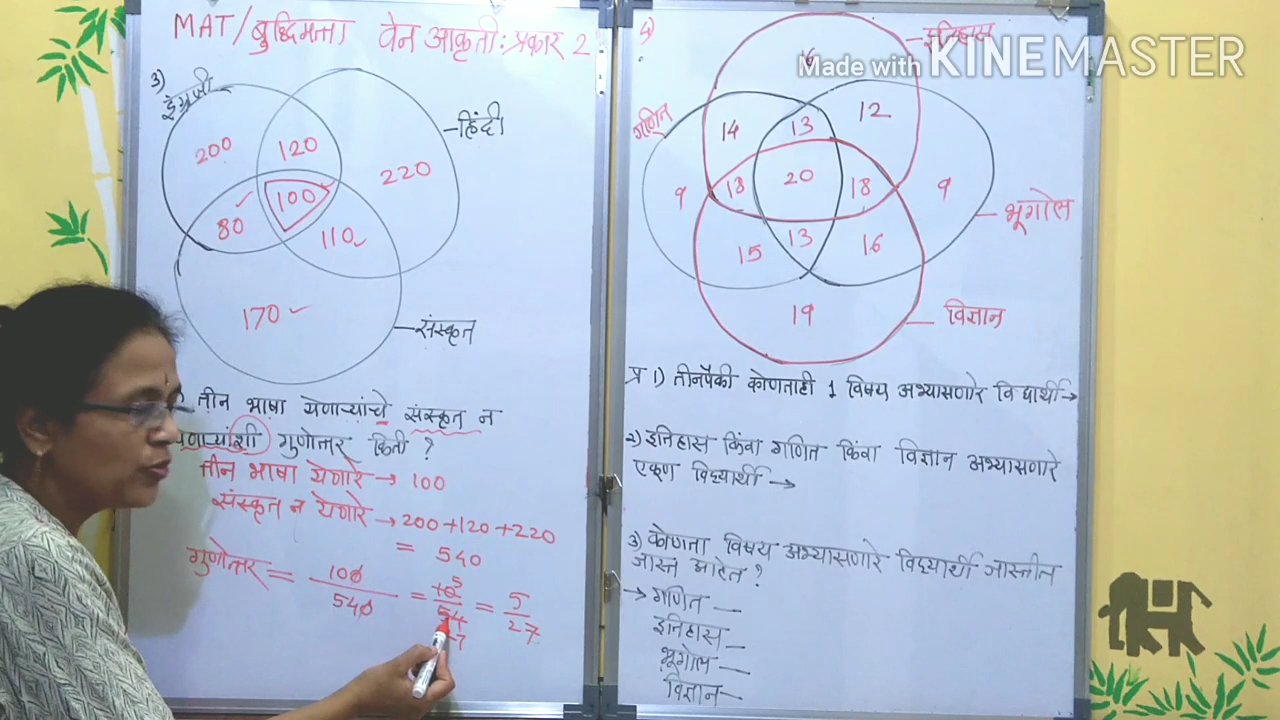 MAT/बुद्धिमत्ता वेन आकृती: प्रकार 2
3)
इंग्रजी
200
120
हिंदी
220
100
80
110
170
संस्कृत
तीन भाषा येणाऱ्यांचे संस्कृत न
येणाऱ्यांशी गुणोत्तर किती ?
तीन भाषा येणारे → 100
संस्कृत न येणारे → 200+120+220
= 540
गुणोत्तर = 100/540 = 10/54 = 5/27
Made with KINEMASTER
इतिहास
गणित
14
13
12
9
13
20
18
9
भूगोल
15
13
16
19
विज्ञान
प्र 1) तीनपैकी कोणताही 1 विषय अभ्यासणारे विद्यार्थी→
2) इतिहास किंवा गणित किंवा विज्ञान अभ्यासणारे
एकूण विद्यार्थी →
3) कोणता विषय अभ्यासणारे विद्यार्थी जास्तीत
जास्त आहेत ?
→ गणित —
इतिहास —
भूगोल —
विज्ञान —